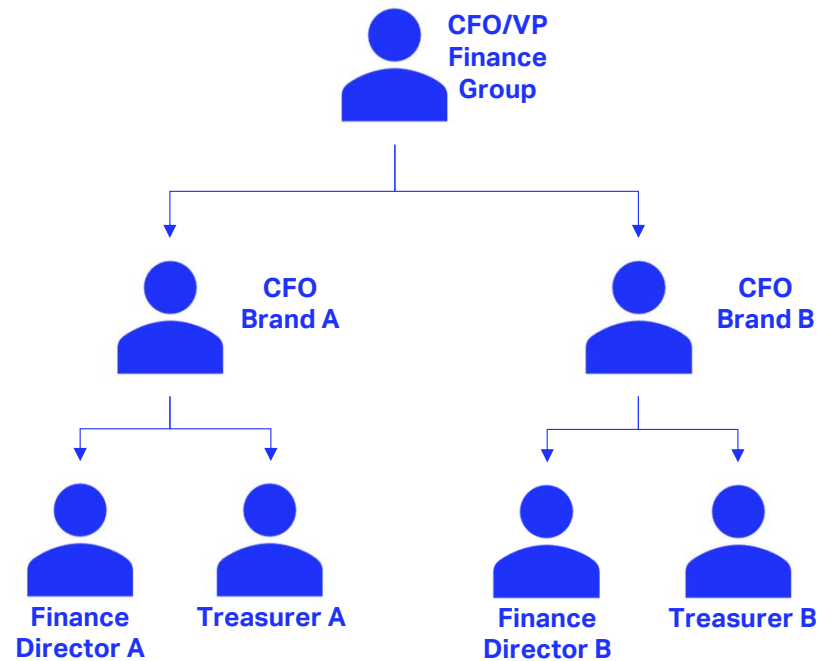 CFO/VP
Finance
Group
CFO
Brand A
CFO
Brand B
Finance
Director A
Treasurer A
Finance
Director B
Treasurer B